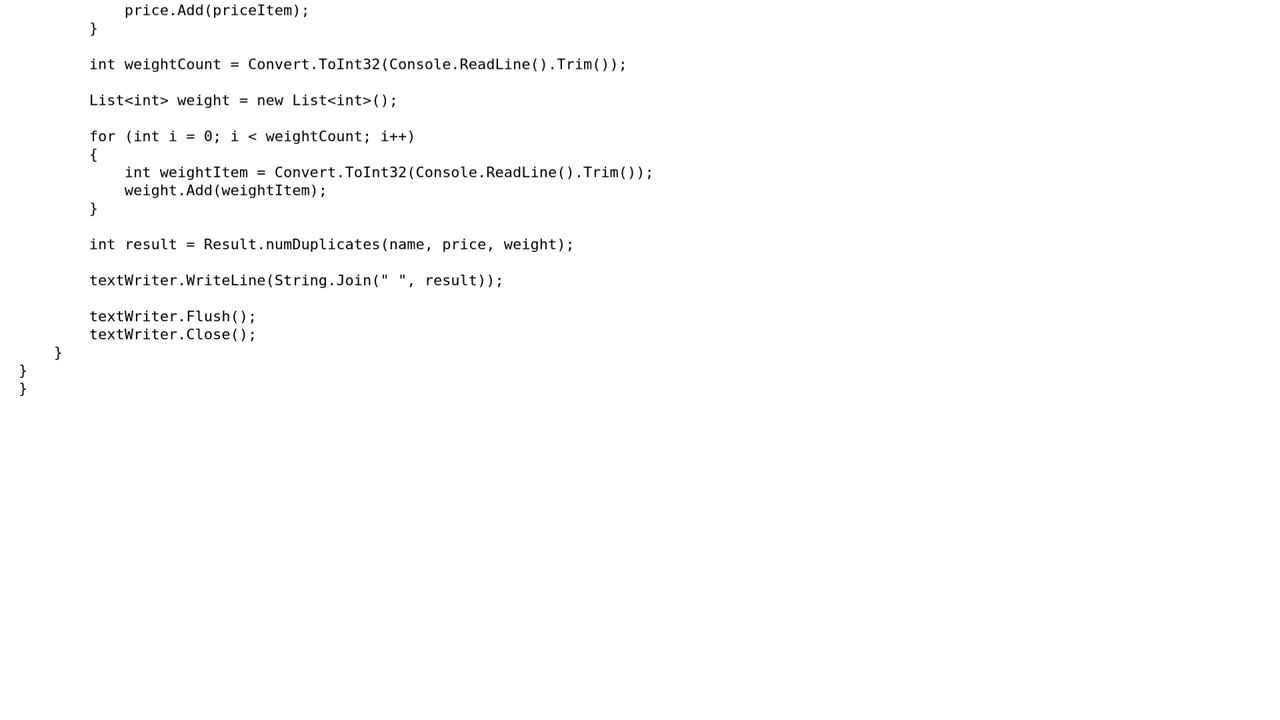 price.Add(priceItem);
}
int weightCount = Convert.ToInt32(Console.ReadLine().Trim());
List<int> weight = new List<int>();
for (int i = 0; i < weightCount; i++)
{
int weightItem = Convert.ToInt32(Console.ReadLine().Trim());
weight.Add(weightItem);
}
int result = Result.numDuplicates(name, price, weight);
textWriter.WriteLine(String.Join(" ", result));
textWriter.Flush();
textWriter.Close();
}
}
}